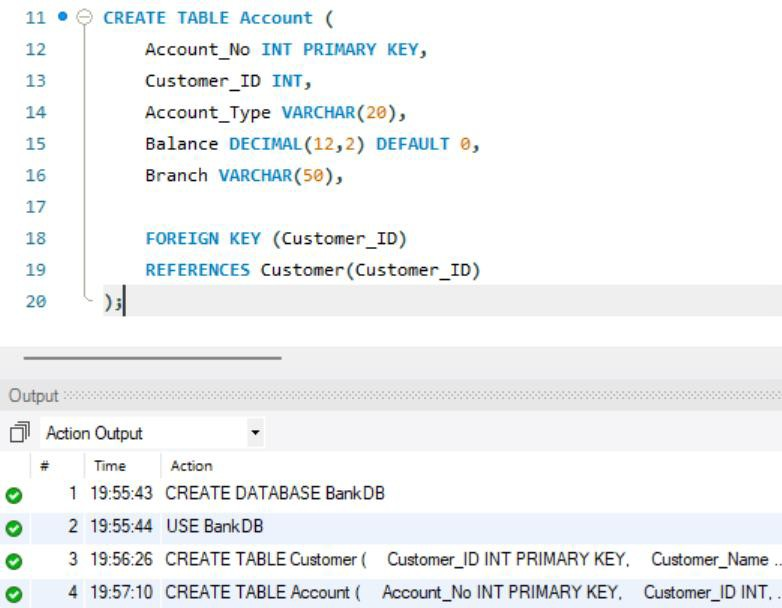 11 CREATE TABLE Account (
12 Account_No INT PRIMARY KEY,
13 Customer_ID INT,
14 Account_Type VARCHAR(20),
15 Balance DECIMAL(12,2) DEFAULT 0,
16 Branch VARCHAR(50),
17
18 FOREIGN KEY (Customer_ID)
19 REFERENCES Customer(Customer_ID)
20 );
Output
Action Output
# Time Action
1 19:55:43 CREATE DATABASE BankDB
2 19:55:44 USE BankDB
3 19:56:26 CREATE TABLE Customer ( Customer_ID INT PRIMARY KEY, Customer_Name ...
4 19:57:10 CREATE TABLE Account ( Account_No INT PRIMARY KEY, Customer_ID INT, ...